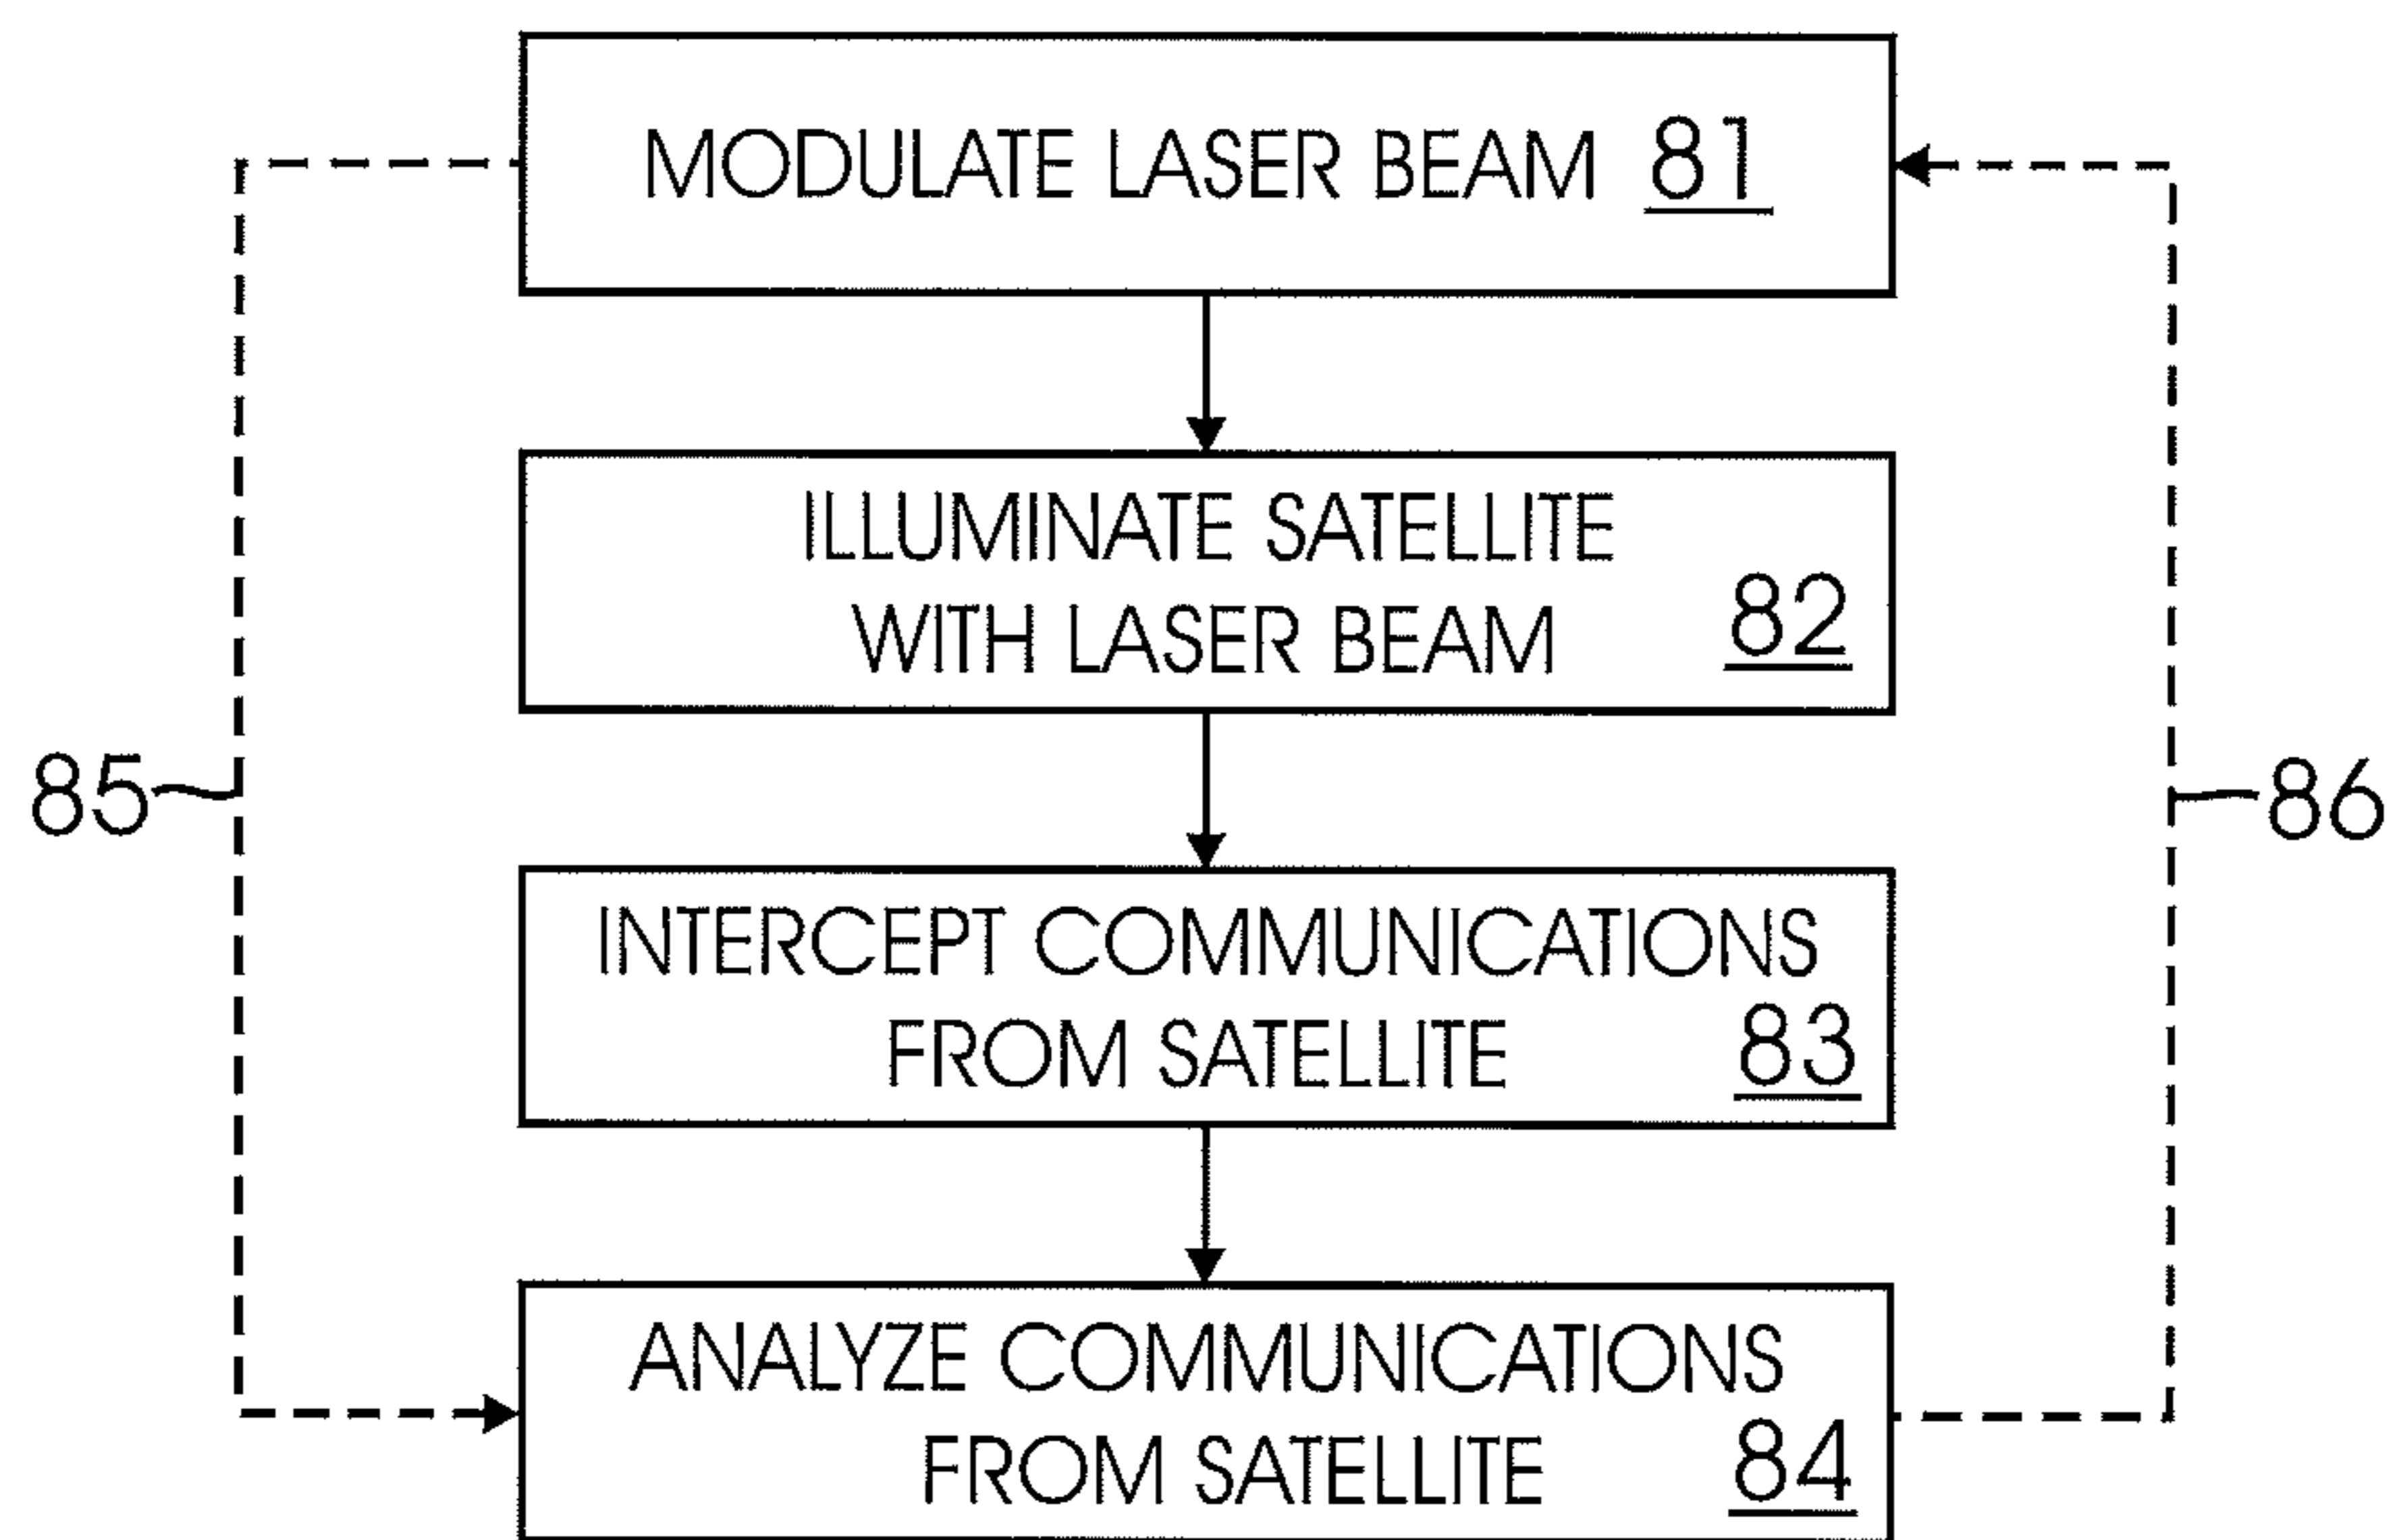 MODULATE LASER BEAM 81
ILLUMINATE SATELLITE
WITH LASER BEAM 82
85
86
INTERCEPT COMMUNICATIONS
FROM SATELLITE 83
ANALYZE COMMUNICATIONS
FROM SATELLITE 84